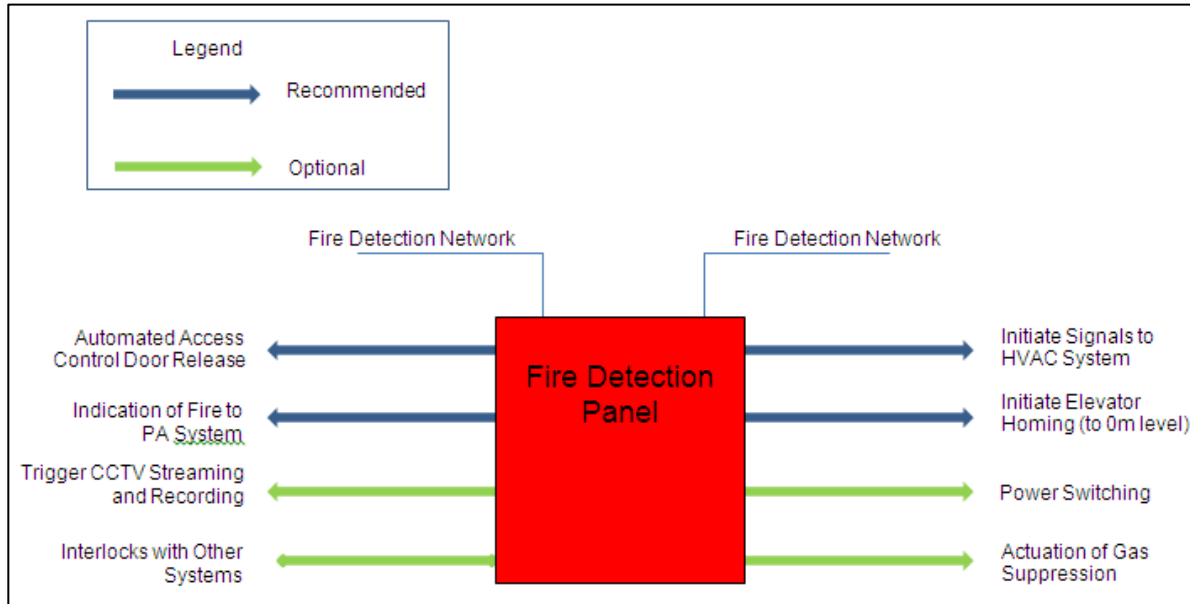 Legend
Recommended
Optional
Fire Detection Network
Fire Detection Network
Automated Access
Control Door Release
Indication of Fire to
PA System
Trigger CCTV Streaming
and Recording
Interlocks with Other
Systems
Fire Detection
Panel
Initiate Signals to
HVAC System
Initiate Elevator
Homing (to 0m level)
Power Switching
Actuation of Gas
Suppression